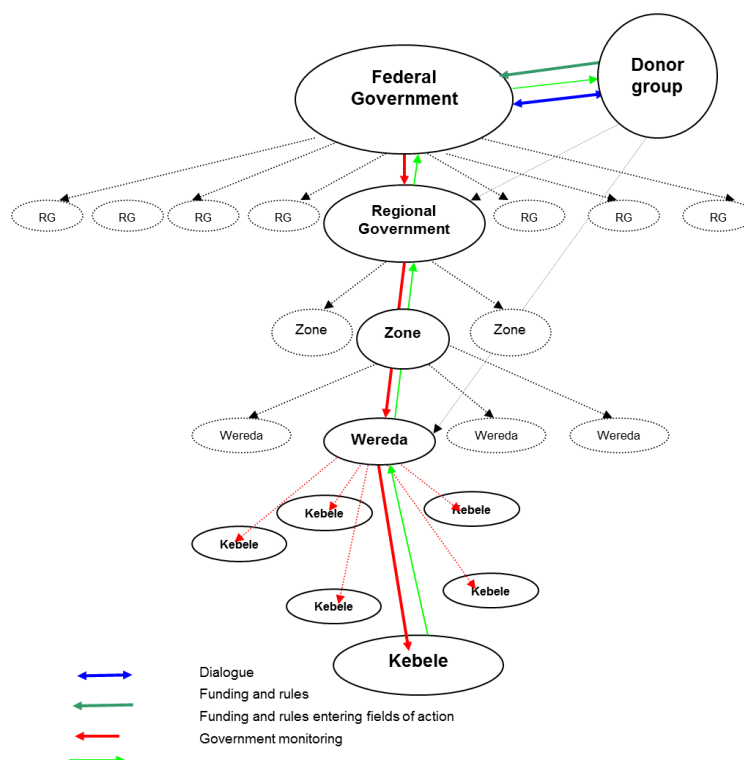 Federal
Government
Donor
group
RG
RG
RG
RG
Regional
Government
RG
RG
RG
Zone
Zone
Zone
Wereda
Wereda
Wereda
Wereda
Kebele
Kebele
Kebele
Kebele
Kebele
Kebele
Dialogue
Funding and rules
Funding and rules entering fields of action
Government monitoring